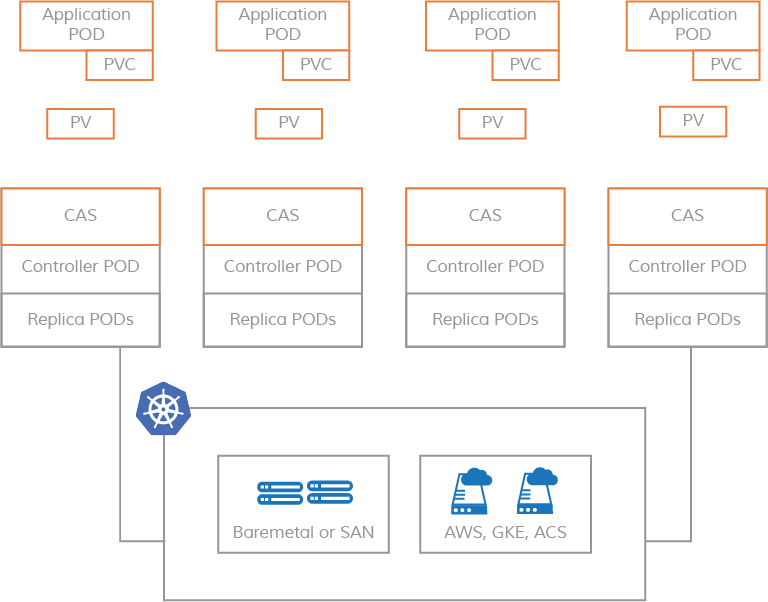 Application
POD
PVC
Application
POD
PVC
Application
POD
PVC
Application
POD
PVC
PV
PV
PV
PV
CAS
CAS
CAS
CAS
Controller POD
Controller POD
Controller POD
Controller POD
Replica PODs
Replica PODs
Replica PODs
Replica PODs
Baremetal or SAN
AWS, GKE, ACS